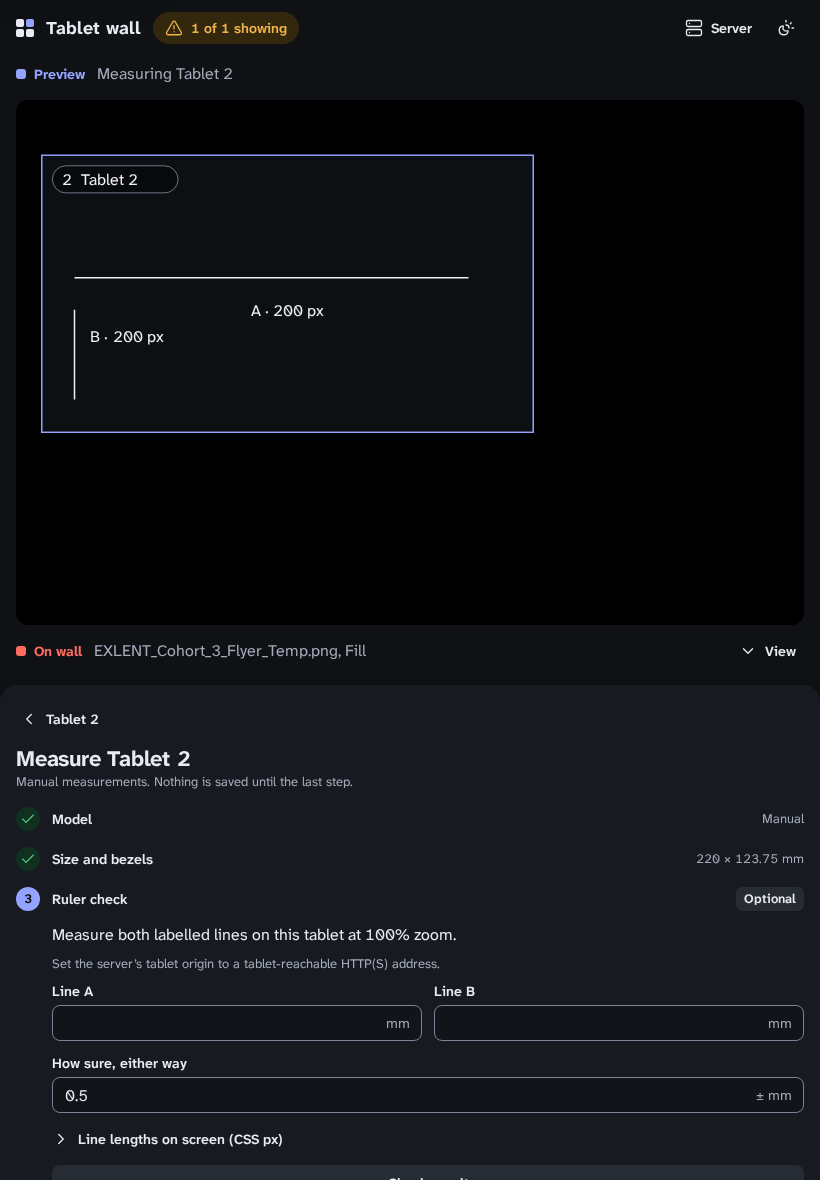 Tablet wall
1 of 1 showing
Server
Preview Measuring Tablet 2
2 Tablet 2
A · 200 px
B · 200 px
On wall EXLENT_Cohort_3_Flyer_Temp.png, Fill
View
Tablet 2
Measure Tablet 2
Manual measurements. Nothing is saved until the last step.
Model Manual
Size and bezels 220 × 123.75 mm
3 Ruler check Optional
Measure both labelled lines on this tablet at 100% zoom.
Set the server's tablet origin to a tablet-reachable HTTP(S) address.
Line A Line B
mm mm
How sure, either way
0.5 ± mm
Line lengths on screen (CSS px)